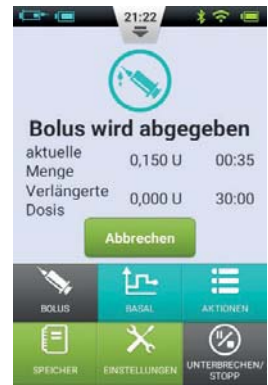 21:22
Bolus wird abgegeben
aktuelle
Menge
0,150 U 00:35
Verlängerte
Dosis
0,000 U 30:00
Abbrechen
BOLUS BASAL AKTIONEN
SPEICHER EINSTELLUNGEN UNTERBRECHEN/
STOPP